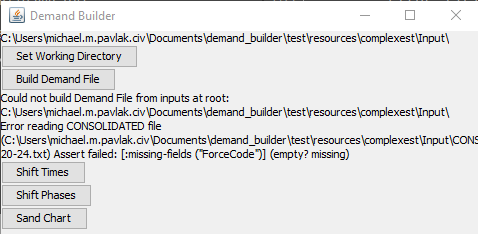 Demand Builder
C:\Users\michael.m.pavlak.civ\Documents\demand_builder\test\resources\complexest\Input\
Set Working Directory
Build Demand File
Could not build Demand File from inputs at root:
C:\Users\michael.m.pavlak.civ\Documents\demand_builder\test\resources\complexest\Input\
Error reading CONSOLIDATED file
(C:\Users\michael.m.pavlak.civ\Documents\demand_builder\test\resources\complexest\Input\CONS
20-24.txt) Assert failed: [:missing-fields ("ForceCode")] (empty? missing)
Shift Times
Shift Phases
Sand Chart